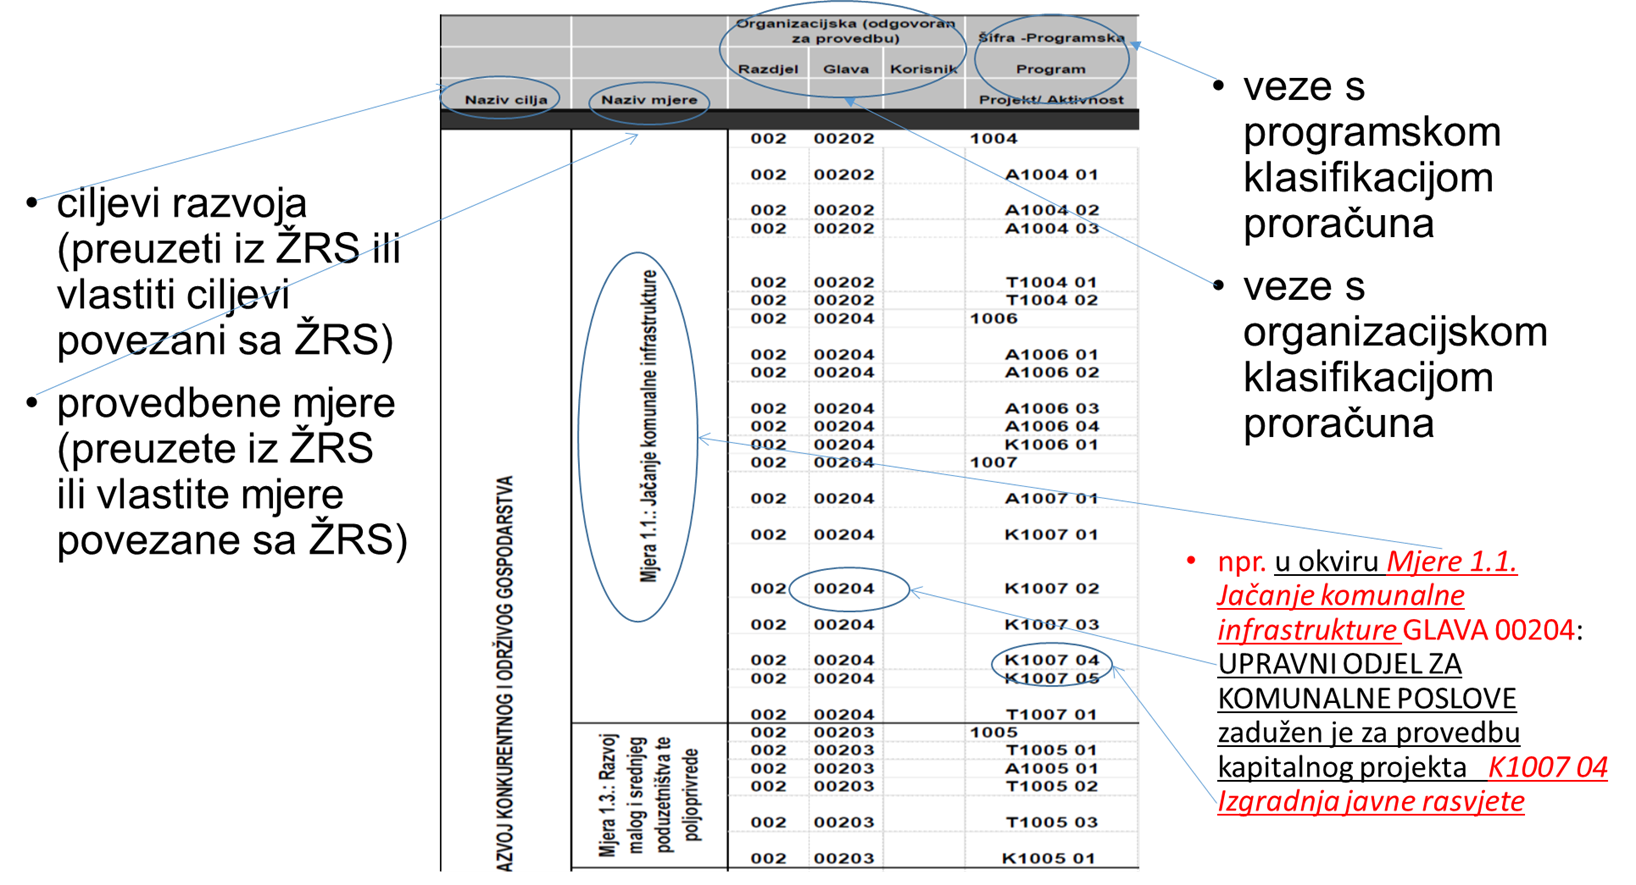 • ciljevi razvoja
(preuzeti iz ŽRS ili
vlastiti ciljevi
povezani sa ŽRS)
• provedbene mjere
(preuzete iz ŽRS
ili vlastite mjere
povezane sa ŽRS)
Organizacijska (odgovoran
za provedbu)
Šifra -Programska
Razdjel Glava Korisnik Program
Naziv cilja Naziv mjere Projekt/ Aktivnost
AZVOJ KONKURENTNOG I ODRŽIVOG GOSPODARSTVA
Mjera 1.1.: Jačanje komunalne infrastrukture
002 00202 1004
002 00202 A1004 01
002 00202 A1004 02
002 00202 A1004 03
002 00202 T1004 01
002 00202 T1004 02
002 00204 1006
002 00204 A1006 01
002 00204 A1006 02
002 00204 A1006 03
002 00204 A1006 04
002 00204 K1006 01
002 00204 1007
002 00204 A1007 01
002 00204 K1007 01
002 00204 K1007 02
002 00204 K1007 03
002 00204 K1007 04
002 00204 K1007 05
002 00204 T1007 01
Mjera 1.3.: Razvoj
malog i srednjeg
poduzetništva te
poljoprivrede
002 00203 1005
002 00203 T1005 01
002 00203 A1005 01
002 00203 T1005 02
002 00203 T1005 03
002 00203 K1005 01
• veze s
programskom
klasifikacijom
proračuna
• veze s
organizacijskom
klasifikacijom
proračuna
• npr. u okviru Mjere 1.1.
Jačanje komunalne
infrastrukture GLAVA 00204:
UPRAVNI ODJEL ZA
KOMUNALNE POSLOVE
zadužen je za provedbu
kapitalnog projekta K1007 04
Izgradnja javne rasvjete